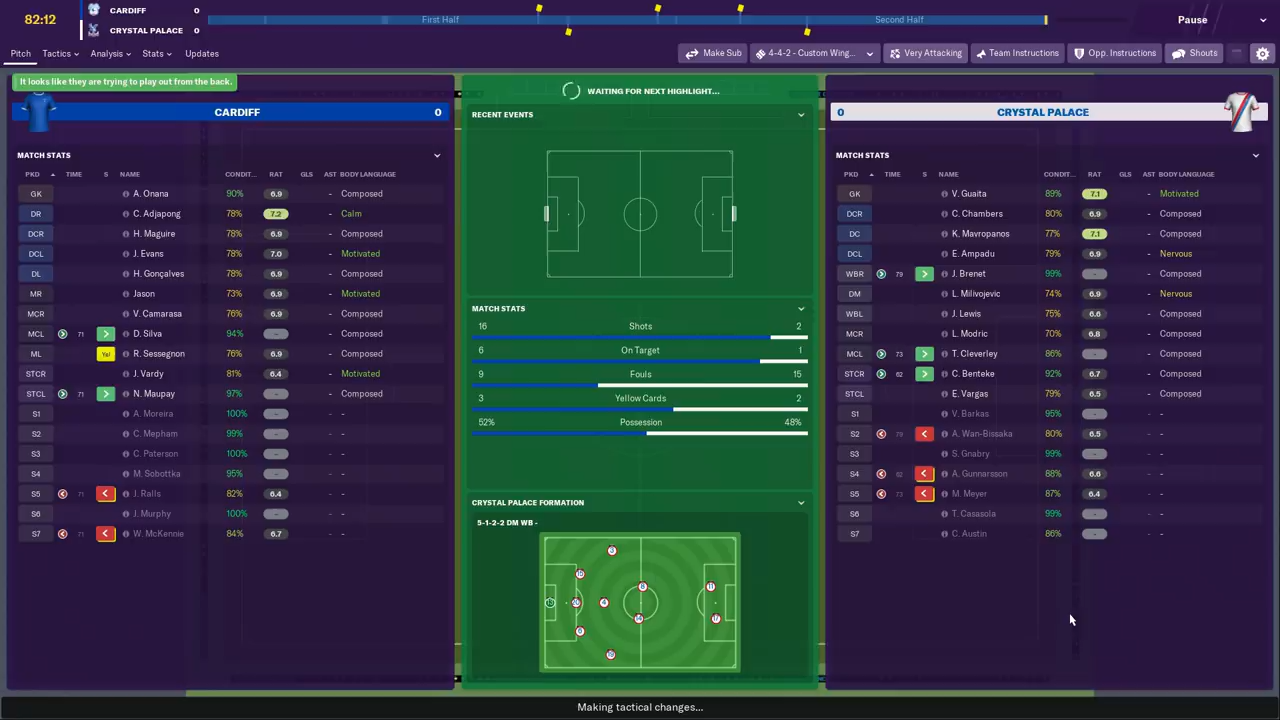 82:12
CARDIFF 0
CRYSTAL PALACE 0
First Half Second Half
Pause
Pitch Tactics Analysis Stats Updates
Make Sub 4-4-2 - Custom Wing... Very Attacking Team Instructions Opp. Instructions Shouts
It looks like they are trying to play out from the back.
CARDIFF 0
MATCH STATS
PKD TIME S NAME CONDIT... RAT GLS AST BODY LANGUAGE
GK A. Onana 90% 6.9 - Composed
DR C. Adjapong 78% 7.2 - Calm
DCR H. Maguire 78% 6.9 - Composed
DCL J. Evans 78% 7.0 - Motivated
DL H. Gonçalves 78% 6.9 - Composed
MR Jason 73% 6.9 - Motivated
MCR V. Camarasa 76% 6.9 - Composed
MCL 71 D. Silva 94% - - Composed
ML Yel R. Sessegnon 76% 6.9 - Composed
STCR J. Vardy 81% 6.4 - Motivated
STCL 71 N. Maupay 97% - - Composed
S1 A. Moreira 100% - - -
S2 C. Mepham 99% - - -
S3 C. Paterson 100% - - -
S4 M. Sobottka 95% - - -
S5 71 J. Ralls 82% 6.4 - -
S6 J. Murphy 100% - - -
S7 71 W. McKennie 84% 6.7 - -
WAITING FOR NEXT HIGHLIGHT...
RECENT EVENTS
MATCH STATS
16 Shots 2
6 On Target 1
9 Fouls 15
3 Yellow Cards 2
52% Possession 48%
CRYSTAL PALACE FORMATION
5-1-2-2 DM WB -
0 CRYSTAL PALACE
MATCH STATS
PKD TIME S NAME CONDIT... RAT GLS AST BODY LANGUAGE
GK V. Guaita 89% 7.1 - Motivated
DCR C. Chambers 80% 6.9 - Composed
DC K. Mavropanos 77% 7.1 - Composed
DCL E. Ampadu 79% 6.9 - Nervous
WBR 79 J. Brenet 99% - - Composed
DM L. Milivojevic 74% 6.9 - Nervous
WBL J. Lewis 75% 6.6 - Composed
MCR L. Modric 70% 6.8 - Composed
MCL 73 T. Cleverley 86% - - Composed
STCR 62 C. Benteke 92% 6.7 - Composed
STCL E. Vargas 79% 6.5 - Composed
S1 V. Barkas 95% - - -
S2 79 A. Wan-Bissaka 80% 6.5 - -
S3 S. Gnabry 99% - - -
S4 62 A. Gunnarsson 88% 6.6 - -
S5 73 M. Meyer 87% 6.4 - -
S6 T. Casasola 99% - - -
S7 C. Austin 86% - - -
Making tactical changes...